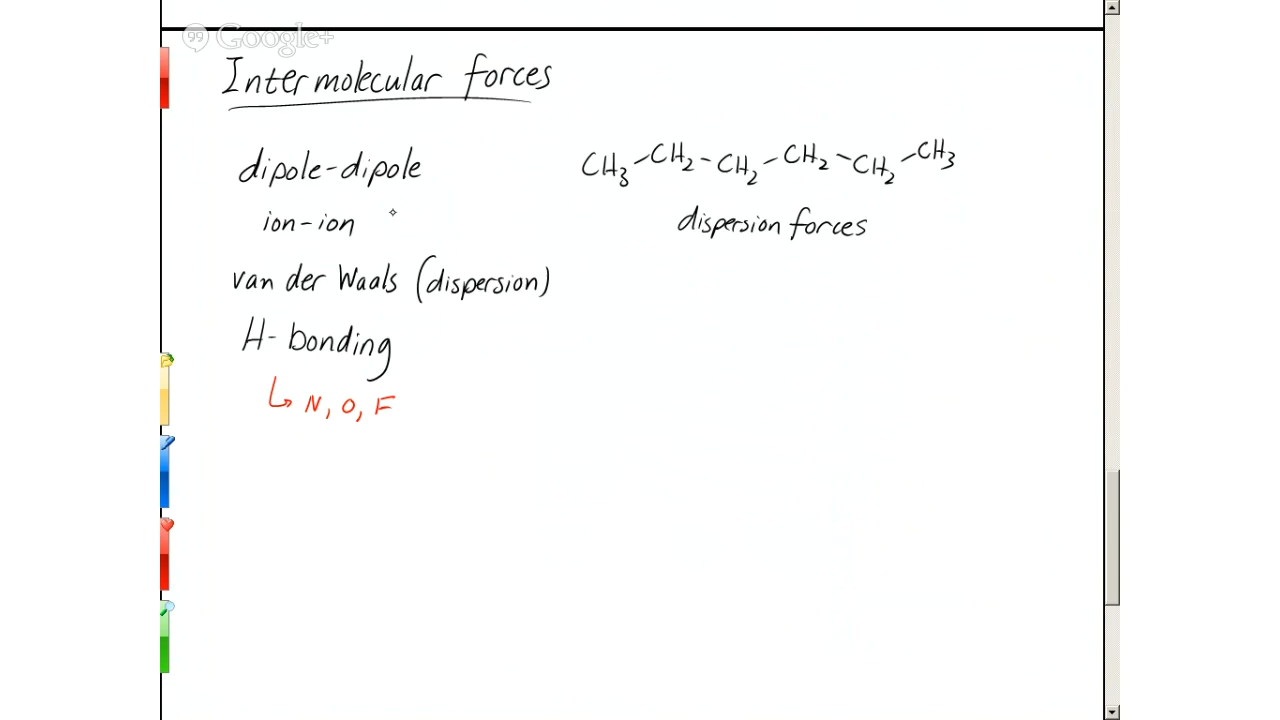 Google+
Intermolecular forces
dipole-dipole
ion-ion
van der Waals (dispersion)
H-bonding
↳ N, O, F
CH₃-CH₂-CH₂-CH₂-CH₂-CH₃
dispersion forces